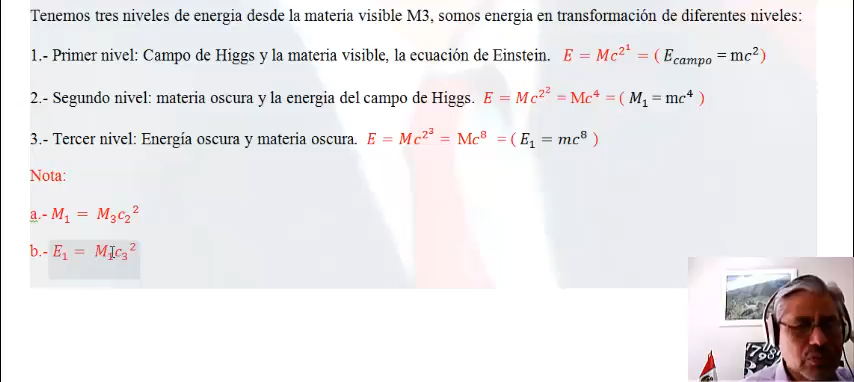 Tenemos tres niveles de energia desde la materia visible M3, somos energia en transformación de diferentes niveles:
1.- Primer nivel: Campo de Higgs y la materia visible, la ecuación de Einstein. E = Mc^2^1 = ( E_campo = mc^2)
2.- Segundo nivel: materia oscura y la energia del campo de Higgs. E = Mc^2^2 = Mc^4 = ( M_1 = mc^4 )
3.- Tercer nivel: Energía oscura y materia oscura. E = Mc^2^3 = Mc^8 = ( E_1 = mc^8 )
Nota:
a.- M_1 = M_3c_2^2
b.- E_1 = M_1c_3^2